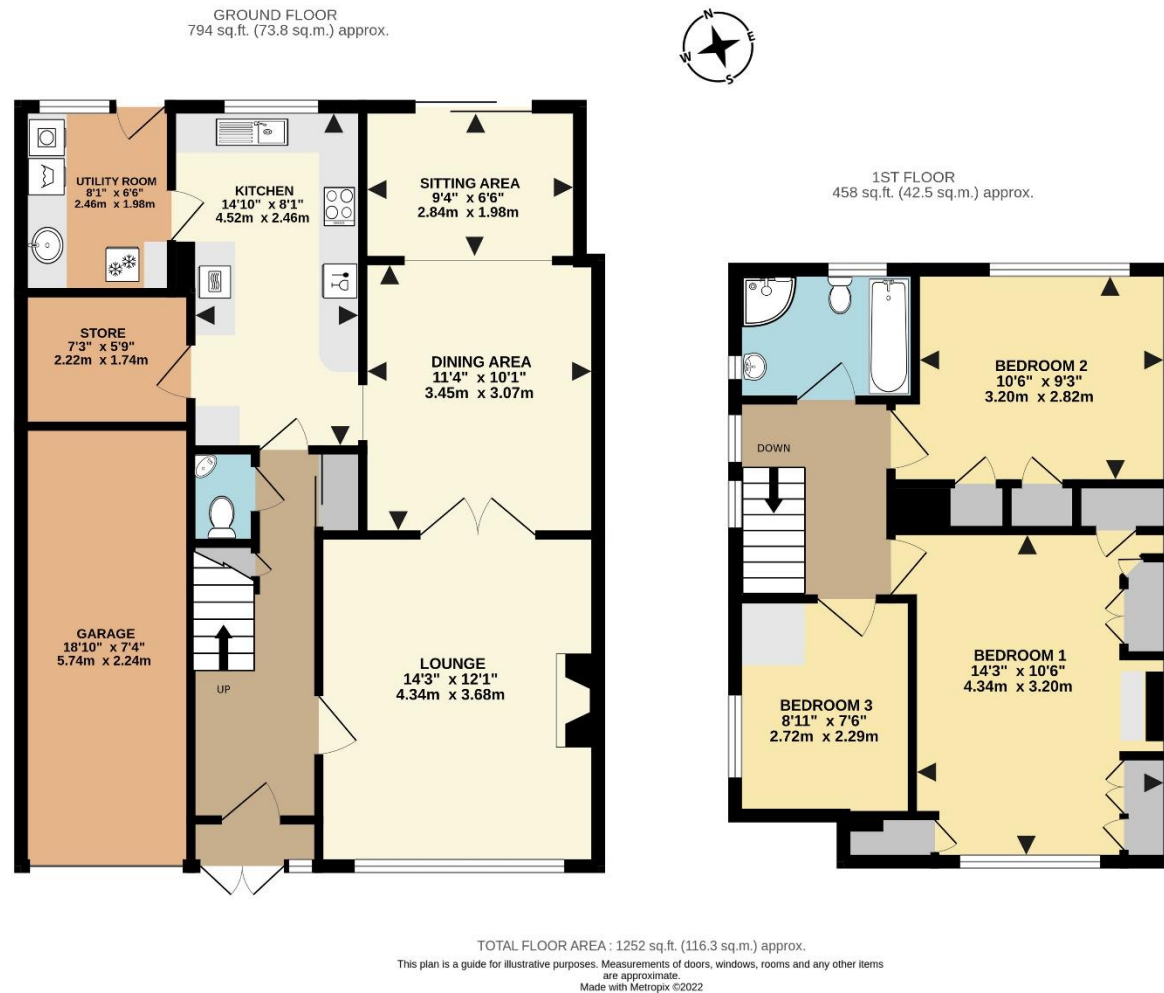 GROUND FLOOR
794 sq.ft. (73.8 sq.m.) approx.
N
E
W
S
UTILITY ROOM
8'1" x 6'6"
2.46m x 1.98m
KITCHEN
14'10" x 8'1"
4.52m x 2.46m
SITTING AREA
9'4" x 6'6"
2.84m x 1.98m
STORE
7'3" x 5'9"
2.22m x 1.74m
DINING AREA
11'4" x 10'1"
3.45m x 3.07m
GARAGE
18'10" x 7'4"
5.74m x 2.24m
UP
LOUNGE
14'3" x 12'1"
4.34m x 3.68m
1ST FLOOR
458 sq.ft. (42.5 sq.m.) approx.
BEDROOM 2
10'6" x 9'3"
3.20m x 2.82m
DOWN
BEDROOM 1
14'3" x 10'6"
4.34m x 3.20m
BEDROOM 3
8'11" x 7'6"
2.72m x 2.29m
TOTAL FLOOR AREA : 1252 sq.ft. (116.3 sq.m.) approx.
This plan is a guide for illustrative purposes. Measurements of doors, windows, rooms and any other items
are approximate.
Made with Metropix ©2022